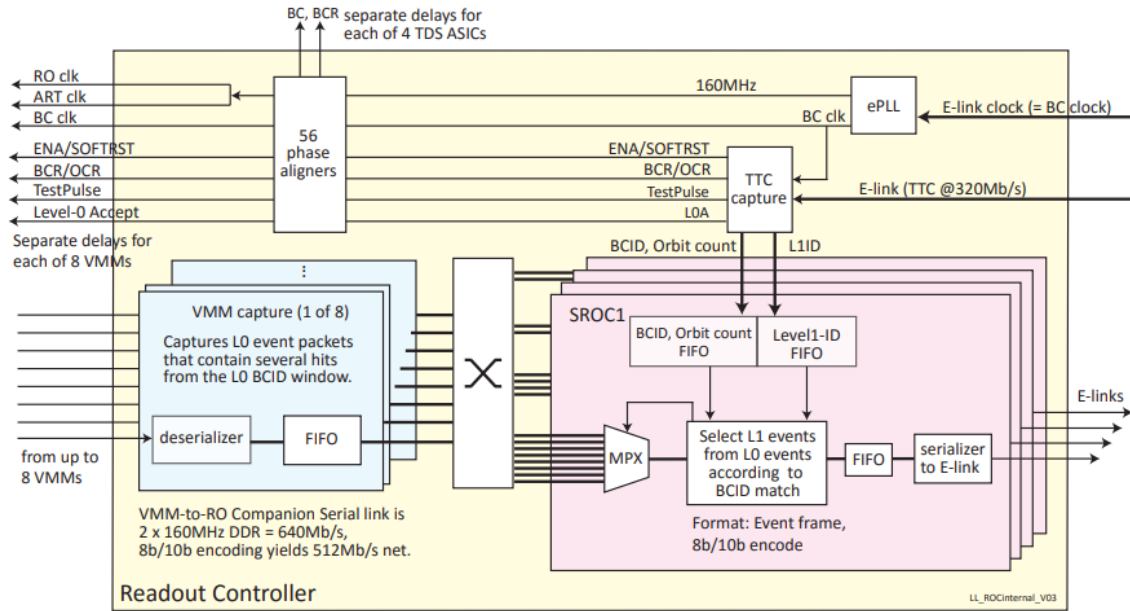 BC, BCR
separate delays for
each of 4 TDS ASICs
RO clk
ART clk
BC clk
ENA/SOFTRST
BCR/OCR
TestPulse
Level-0 Accept
Separate delays for
each of 8 VMMs
56
phase
aligners
160MHz
BC clk
ePLL
E-link clock (= BC clock)
ENA/SOFTRST
BCR/OCR
TestPulse
L0A
TTC
capture
E-link (TTC @320Mb/s)
BCID, Orbit count
L1ID
⋮
VMM capture (1 of 8)
Captures L0 event packets
that contain several hits
from the L0 BCID window.
deserializer
FIFO
from up to
8 VMMs
VMM-to-RO Companion Serial link is
2 x 160MHz DDR = 640Mb/s,
8b/10b encoding yields 512Mb/s net.
SROC1
BCID, Orbit count
FIFO
Level1-ID
FIFO
MPX
Select L1 events
from L0 events
according to
BCID match
FIFO
serializer
to E-link
E-links
Format: Event frame,
8b/10b encode
Readout Controller
LL_ROCinternal_V03